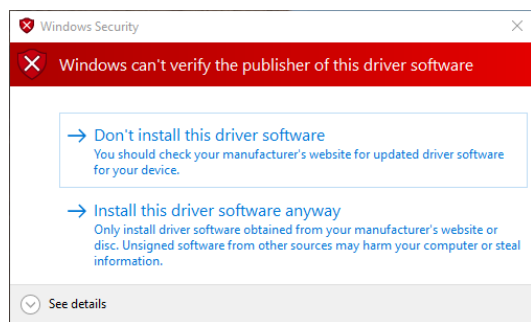 Windows Security
Windows can't verify the publisher of this driver software
Don't install this driver software
You should check your manufacturer's website for updated driver software
for your device.
Install this driver software anyway
Only install driver software obtained from your manufacturer's website or
disc. Unsigned software from other sources may harm your computer or steal
information.
See details